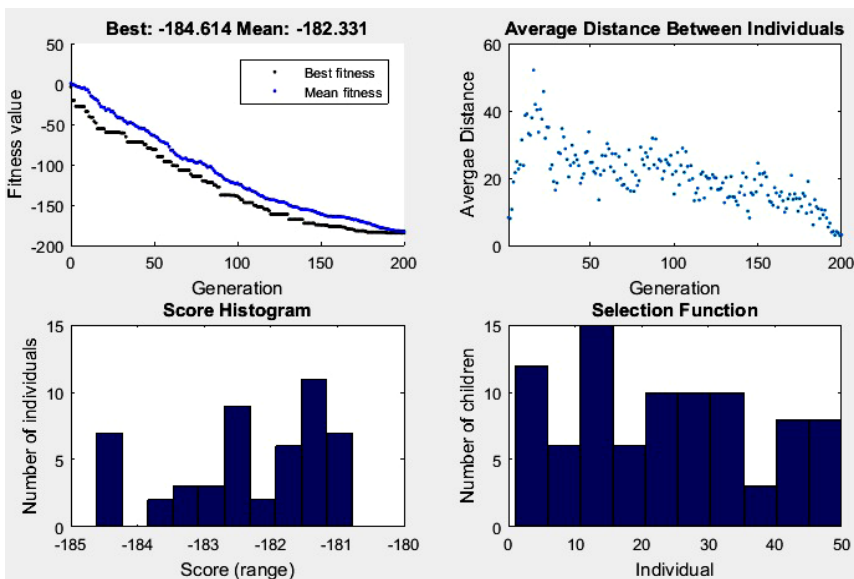 Best: -184.614 Mean: -182.331
50
0
-50
-100
-150
-200
Fitness value
Best fitness
Mean fitness
0 50 100 150 200
Generation
Average Distance Between Individuals
60
40
20
0
Avergae Distance
50 100 150 200
Generation
Score Histogram
15
10
5
0
Number of individuals
-185 -184 -183 -182 -181 -180
Score (range)
Selection Function
15
10
5
0
Number of children
0 10 20 30 40 50
Individual